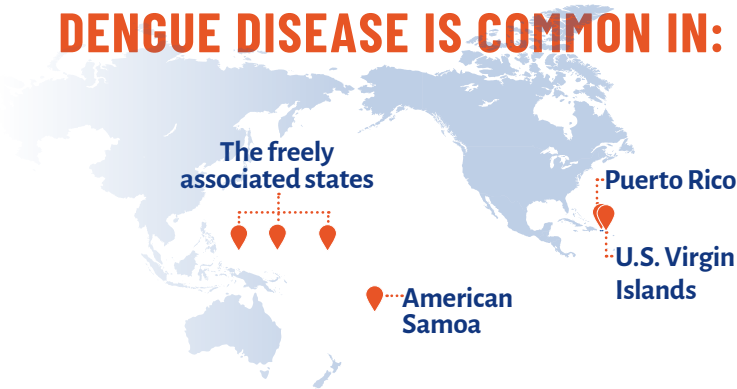 DENGUE DISEASE IS COMMON IN:
The freely
associated states
Puerto Rico
U.S. Virgin
Islands
American
Samoa